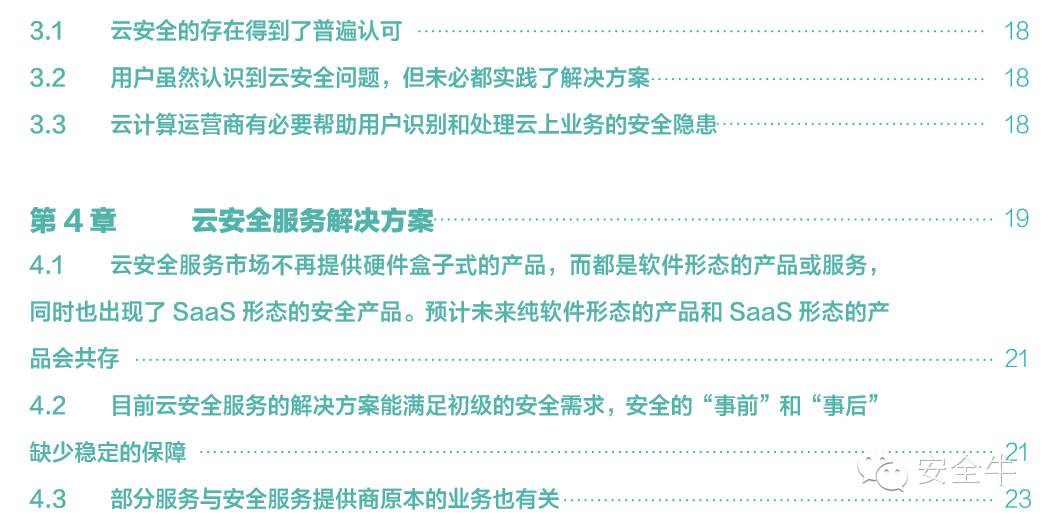 3.1 云安全的存在得到了普遍认可 18
3.2 用户虽然认识到云安全问题，但未必都实践了解决方案 18
3.3 云计算运营商有必要帮助用户识别和处理云上业务的安全隐患 18
第 4 章 云安全服务解决方案 19
4.1 云安全服务市场不再提供硬件盒子式的产品，而都是软件形态的产品或服务，
同时也出现了 SaaS 形态的安全产品。预计未来纯软件形态的产品和 SaaS 形态的产
品会共存 21
4.2 目前云安全服务的解决方案能满足初级的安全需求，安全的“事前”和“事后”
缺少稳定的保障 21
安全牛
4.3 部分服务与安全服务提供商原本的业务也有关 23